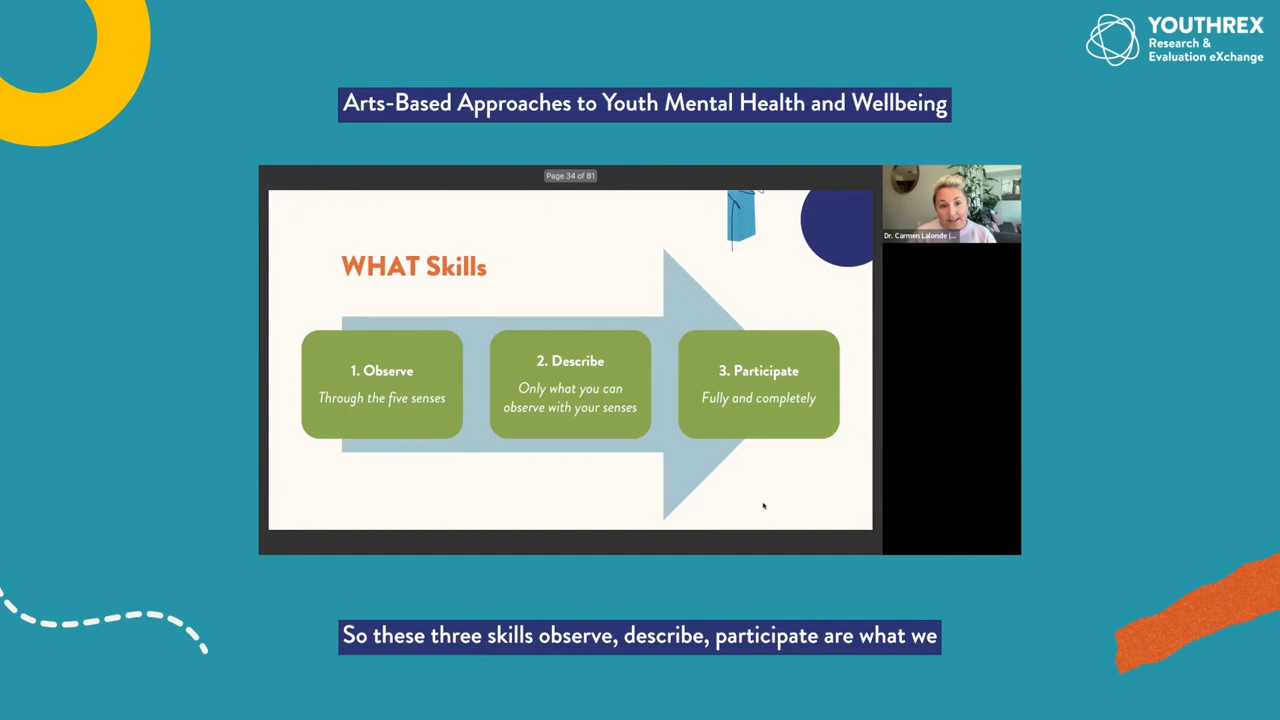 YOUTHREX
Research &
Evaluation eXchange
Arts-Based Approaches to Youth Mental Health and Wellbeing
Page 34 of 81
Dr. Carmen Lalonde (...
WHAT Skills
1. Observe
Through the five senses
2. Describe
Only what you can
observe with your senses
3. Participate
Fully and completely
So these three skills observe, describe, participate are what we